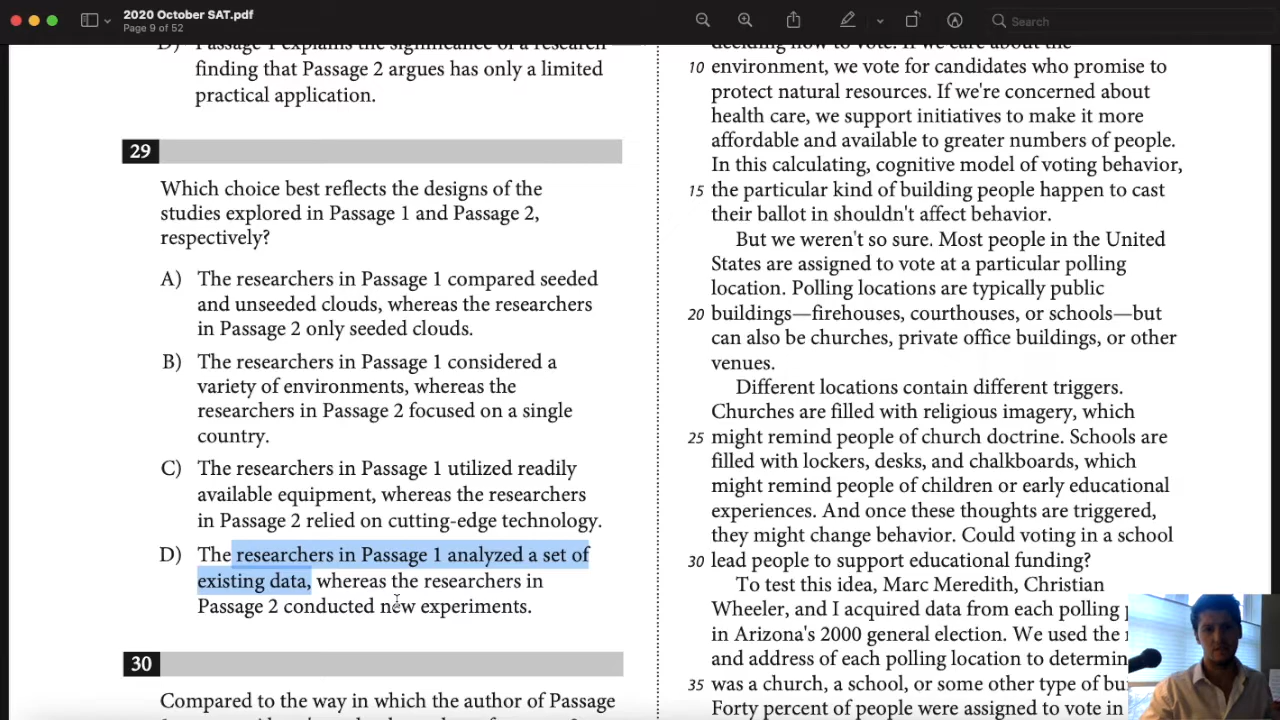 2020 October SAT.pdf
Page 9 of 52
Search
D) Passage 1 explains the significance of a research
finding that Passage 2 argues has only a limited
practical application.
29
Which choice best reflects the designs of the
studies explored in Passage 1 and Passage 2,
respectively?
A) The researchers in Passage 1 compared seeded
and unseeded clouds, whereas the researchers
in Passage 2 only seeded clouds.
B) The researchers in Passage 1 considered a
variety of environments, whereas the
researchers in Passage 2 focused on a single
country.
C) The researchers in Passage 1 utilized readily
available equipment, whereas the researchers
in Passage 2 relied on cutting-edge technology.
D) The researchers in Passage 1 analyzed a set of
existing data, whereas the researchers in
Passage 2 conducted new experiments.
30
Compared to the way in which the author of Passage
deciding how to vote. If we care about the
10 environment, we vote for candidates who promise to
protect natural resources. If we're concerned about
health care, we support initiatives to make it more
affordable and available to greater numbers of people.
In this calculating, cognitive model of voting behavior,
15 the particular kind of building people happen to cast
their ballot in shouldn't affect behavior.
But we weren't so sure. Most people in the United
States are assigned to vote at a particular polling
location. Polling locations are typically public
20 buildings—firehouses, courthouses, or schools—but
can also be churches, private office buildings, or other
venues.
Different locations contain different triggers.
Churches are filled with religious imagery, which
25 might remind people of church doctrine. Schools are
filled with lockers, desks, and chalkboards, which
might remind people of children or early educational
experiences. And once these thoughts are triggered,
they might change behavior. Could voting in a school
30 lead people to support educational funding?
To test this idea, Marc Meredith, Christian
Wheeler, and I acquired data from each polling
in Arizona's 2000 general election. We used the
and address of each polling location to determin
35 was a church, a school, or some other type of bu
Forty percent of people were assigned to vote in